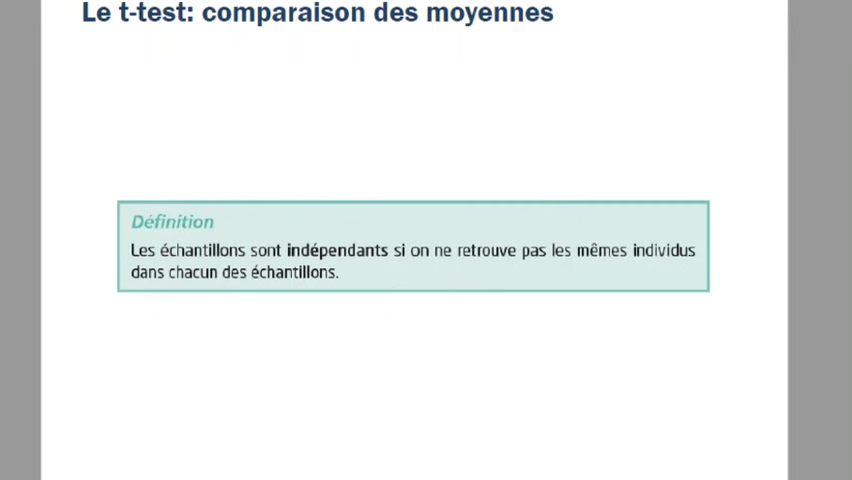 Le t-test: comparaison des moyennes
Définition
Les échantillons sont indépendants si on ne retrouve pas les mêmes individus
dans chacun des échantillons.